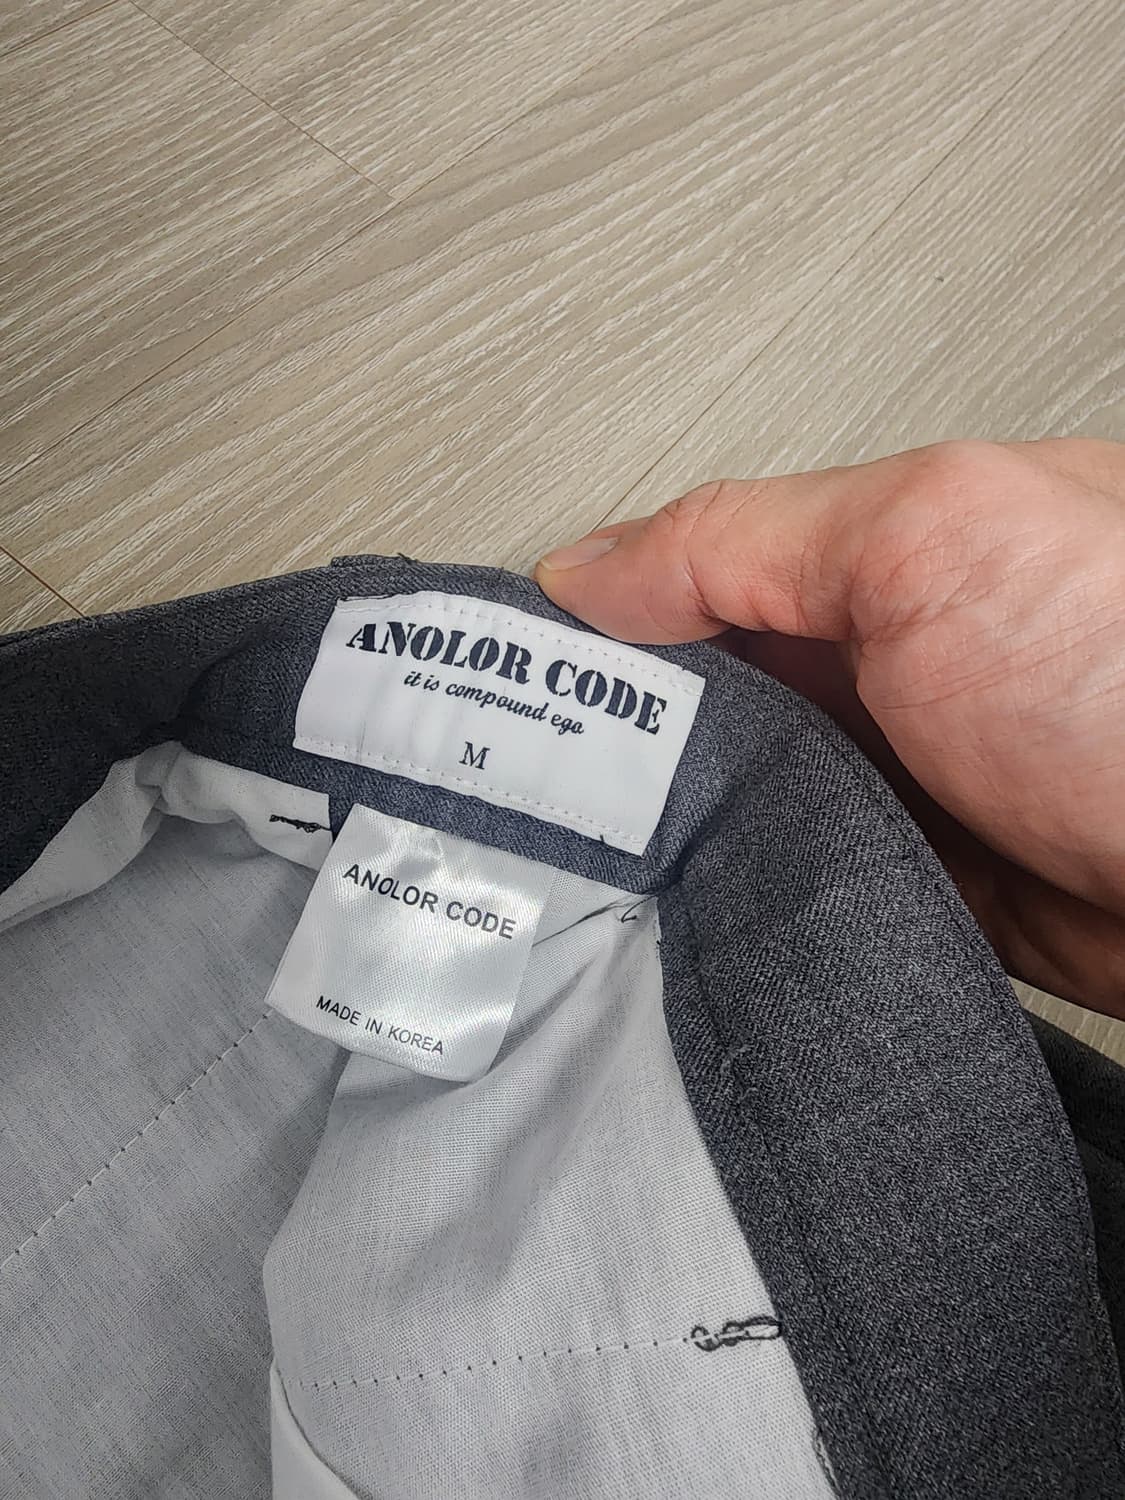 ANOLOR CODE
it is compound ego
M
ANOLOR CODE
MADE IN KOREA